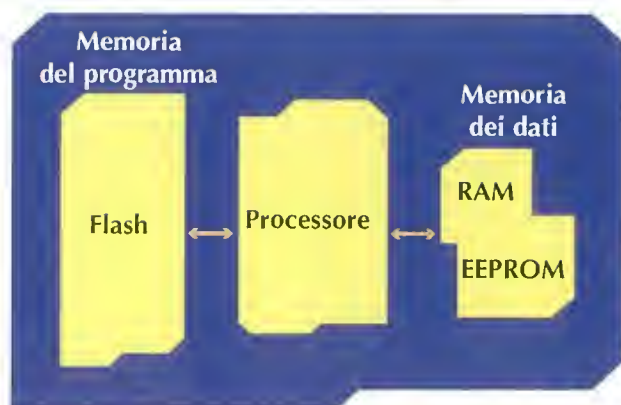 Memoria
del programma
Memoria
dei dati
Flash
Processore
RAM
EEPROM